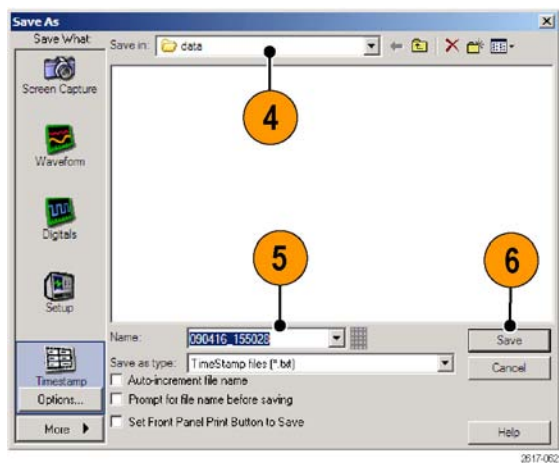 Save As
Save What:
Save in: data
4
Screen Capture
Waveform
Digitals
Setup
5
6
Name: 090416_155028
Save
Save as type: TimeStamp files (*.txt)
Cancel
Timestamp
Options...
Auto-increment file name
Prompt for file name before saving
Set Front Panel Print Button to Save
More
Help
2617-062